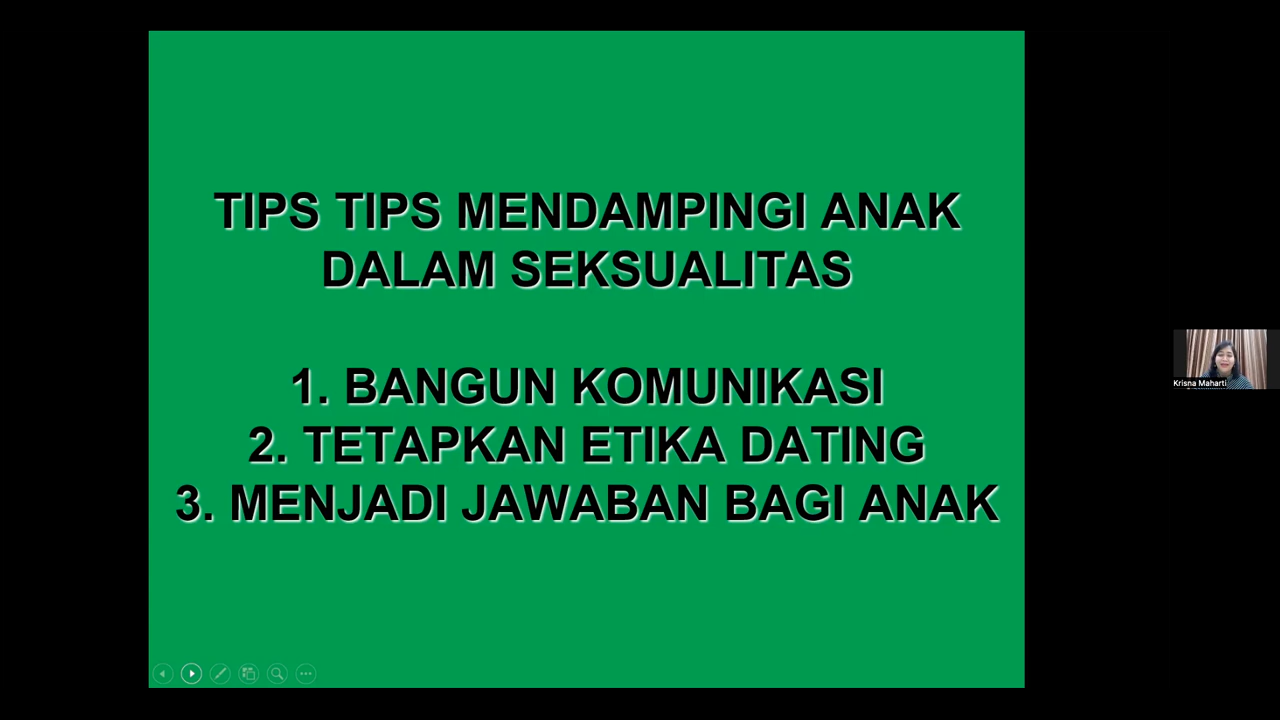 TIPS TIPS MENDAMPINGI ANAK
DALAM SEKSUALITAS
1. BANGUN KOMUNIKASI
2. TETAPKAN ETIKA DATING
3. MENJADI JAWABAN BAGI ANAK
Krisna Maharti